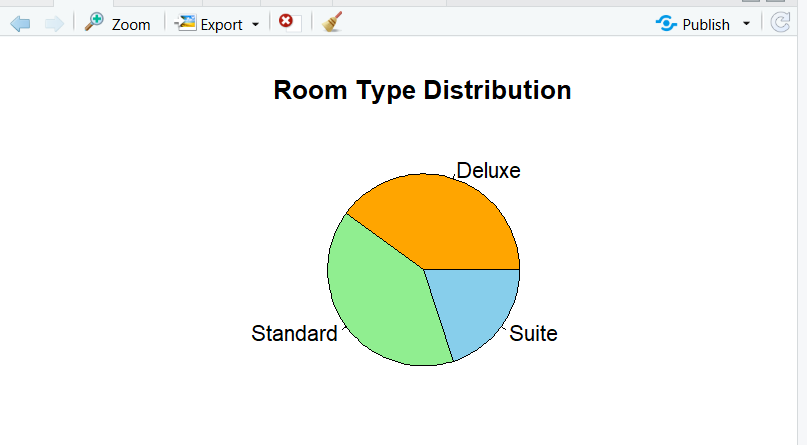 Zoom Export Publish
Room Type Distribution
Deluxe
Standard Suite